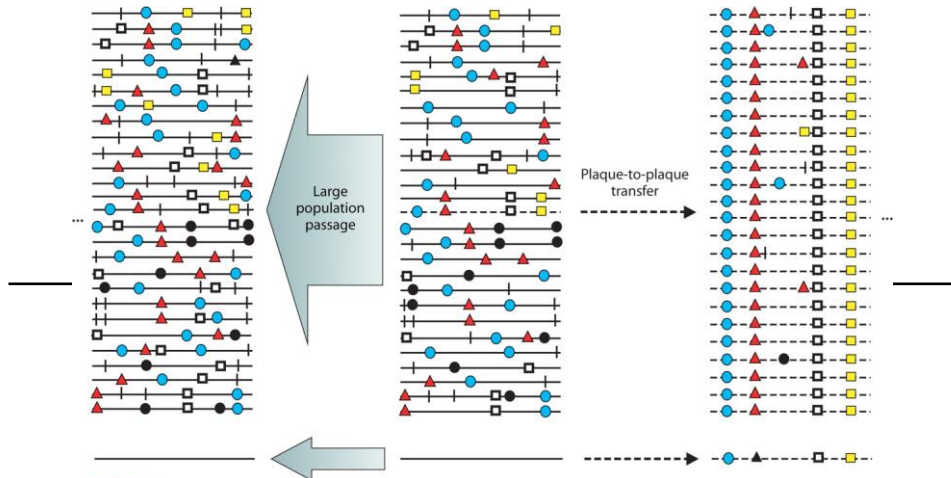 Large
population
passage
Plaque-to-plaque
transfer
...
...